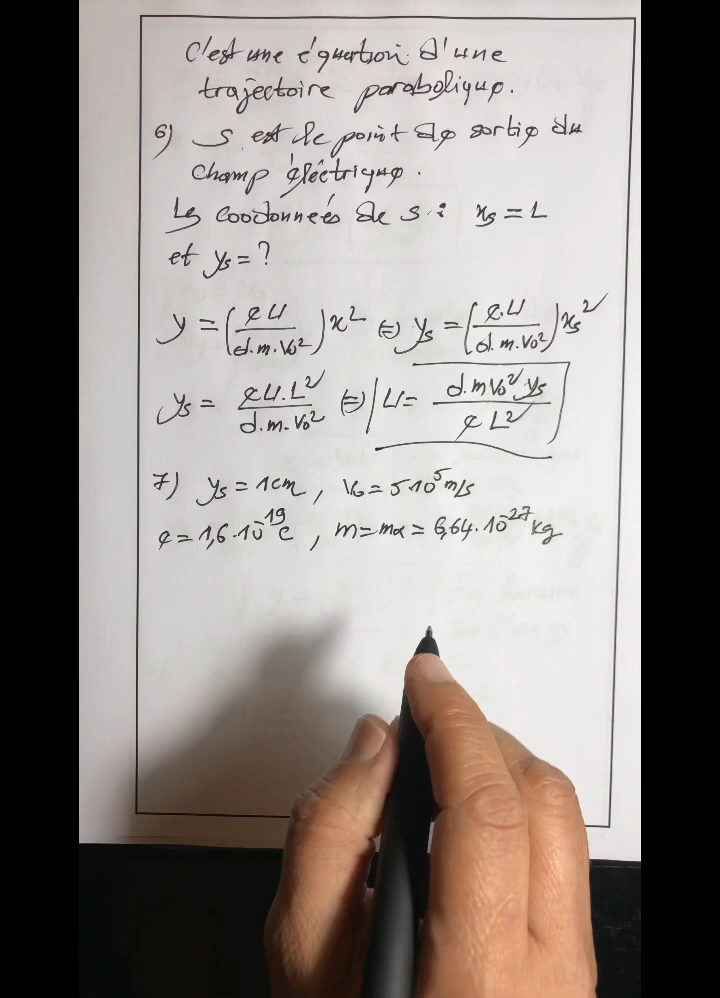 C'est une équation d'une
trajectoire parabolique.
6) S est le point de sortie du
champ électrique.
Les coordonnées de S : xs = L
et ys = ?
y = (eU / d.m.V₀²) x² ⇔ ys = (e.U / d.m.V₀²) xs²
ys = eU.L² / d.m.V₀² ⇔ U = d.mV₀² ys / e L²
7) ys = 1cm , V₀ = 5 10⁵ m/s
e = 1,6.10⁻¹⁹ C , m = mα = 6,64.10⁻²⁷ kg